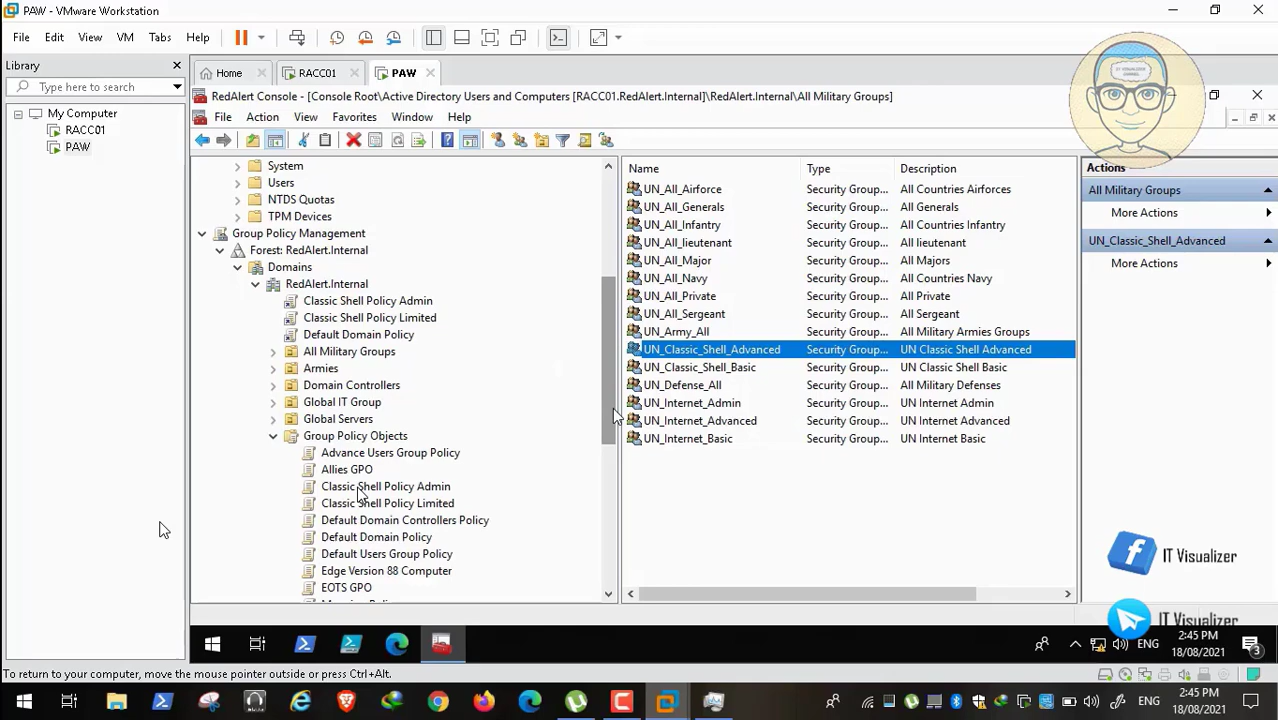 PAW - VMware Workstation
File Edit View VM Tabs Help
Library
Type here to search
My Computer
RACC01
PAW
Home
RACC01
PAW
IT VISUALIZER
CHANNEL
RedAlert Console - [Console Root\Active Directory Users and Computers [RACC01.RedAlert.Internal]\RedAlert.Internal\All Military Groups]
File Action View Favorites Window Help
System
Users
NTDS Quotas
TPM Devices
Group Policy Management
Forest: RedAlert.Internal
Domains
RedAlert.Internal
Classic Shell Policy Admin
Classic Shell Policy Limited
Default Domain Policy
All Military Groups
Armies
Domain Controllers
Global IT Group
Global Servers
Group Policy Objects
Advance Users Group Policy
Allies GPO
Classic Shell Policy Admin
Classic Shell Policy Limited
Default Domain Controllers Policy
Default Domain Policy
Default Users Group Policy
Edge Version 88 Computer
EOTS GPO
Name Type Description
UN_All_Airforce Security Group... All Countries Airforces
UN_All_Generals Security Group... All Generals
UN_All_Infantry Security Group... All Countries Infantry
UN_All_lieutenant Security Group... All lieutenant
UN_All_Major Security Group... All Majors
UN_All_Navy Security Group... All Countries Navy
UN_All_Private Security Group... All Private
UN_All_Sergeant Security Group... All Sergeant
UN_Army_All Security Group... All Military Armies Groups
UN_Classic_Shell_Advanced Security Group... UN Classic Shell Advanced
UN_Classic_Shell_Basic Security Group... UN Classic Shell Basic
UN_Defense_All Security Group... All Military Defenses
UN_Internet_Admin Security Group... UN Internet Admin
UN_Internet_Advanced Security Group... UN Internet Advanced
UN_Internet_Basic Security Group... UN Internet Basic
Actions
All Military Groups
More Actions
UN_Classic_Shell_Advanced
More Actions
IT Visualizer
IT Visualizer
ENG
2:45 PM
18/08/2021
3
To return to your computer, move the mouse pointer outside or press Ctrl+Alt.
ENG
2:45 PM
18/08/2021